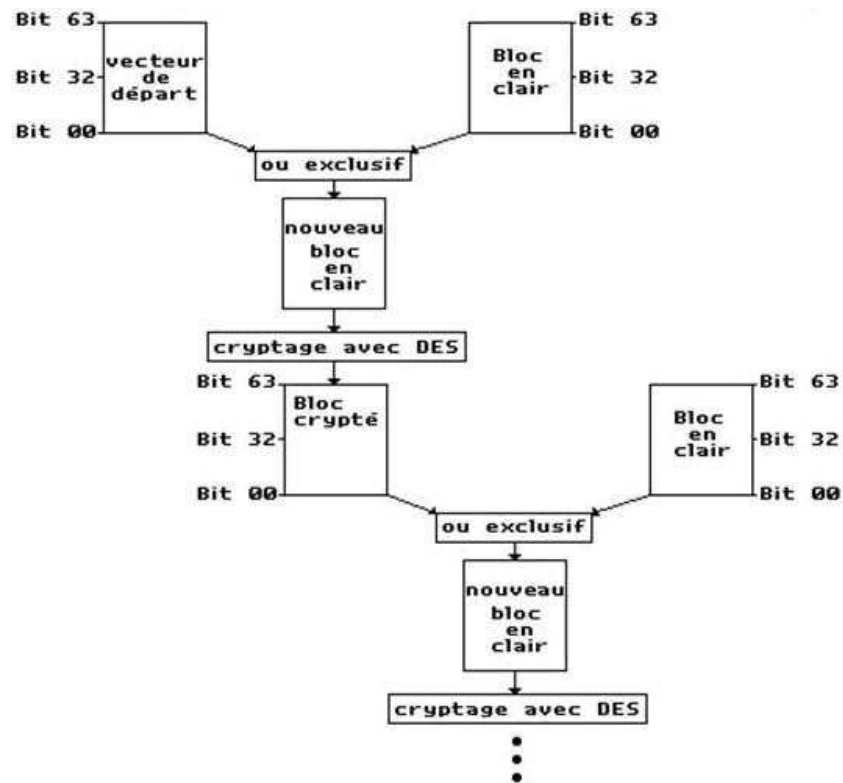 Bit 63
Bit 63
vecteur
de
départ
Bloc
en
clair
Bit 32
Bit 32
Bit 00
Bit 00
ou exclusif
nouveau
bloc
en
clair
cryptage avec DES
Bit 63
Bit 63
Bloc
crypté
Bloc
en
clair
Bit 32
Bit 32
Bit 00
Bit 00
ou exclusif
nouveau
bloc
en
clair
cryptage avec DES